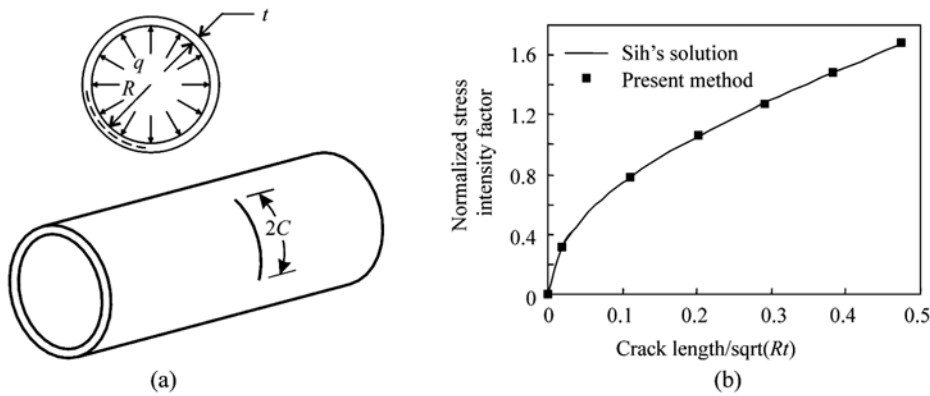 t
q
R
2C
(a)
Sih's solution
Present method
Normalized stress
intensity factor
1.6
1.2
0.8
0.4
0
0 0.1 0.2 0.3 0.4 0.5
Crack length/sqrt(Rt)
(b)